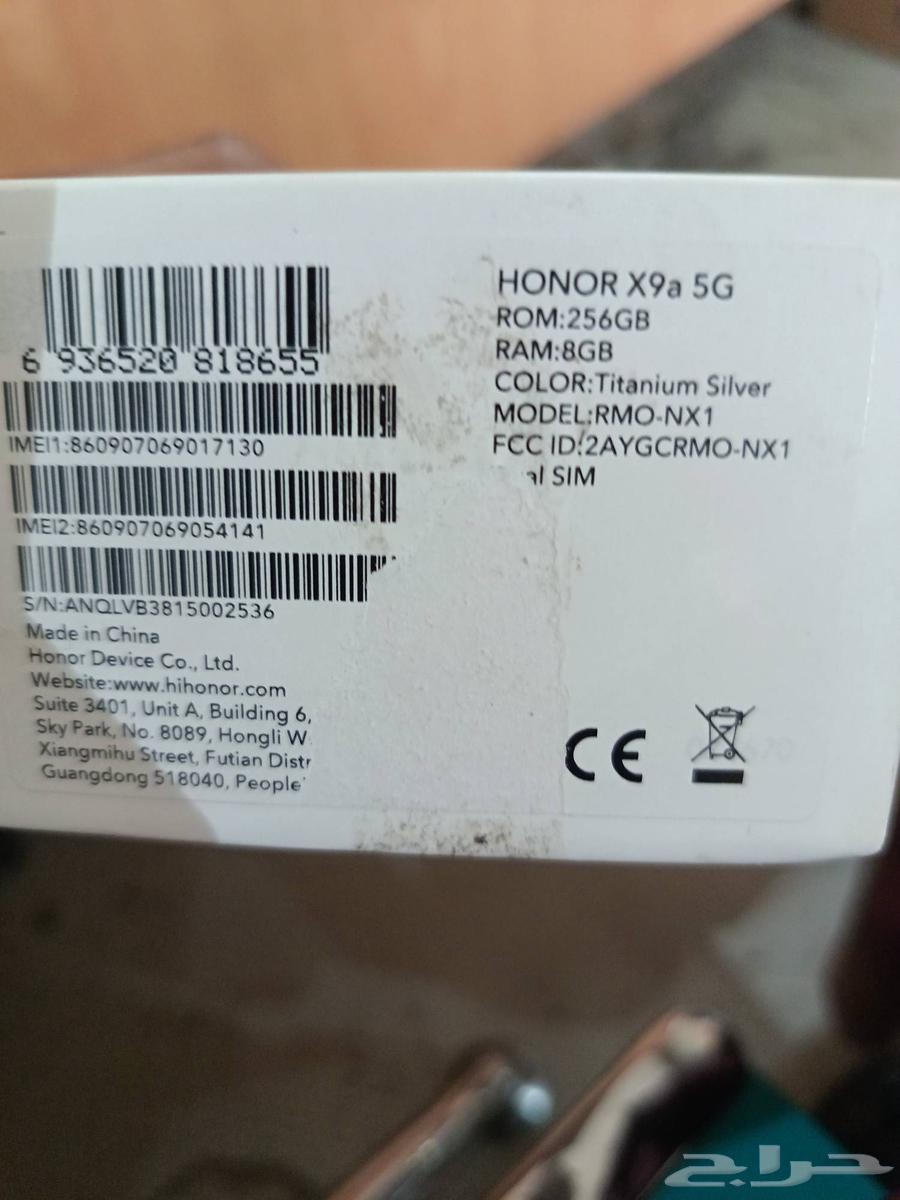 6 936520 818655
IMEI1:860907069017130
IMEI2:860907069054141
S/N:ANQLVB3815002536
Made in China
Honor Device Co., Ltd.
Website:www.hihonor.com
Suite 3401, Unit A, Building 6,
Sky Park, No. 8089, Hongli W
Xiangmihu Street, Futian Distr
Guangdong 518040, People'
HONOR X9a 5G
ROM:256GB
RAM:8GB
COLOR:Titanium Silver
MODEL:RMO-NX1
FCC ID:2AYGCRMO-NX1
al SIM
CE
حراج